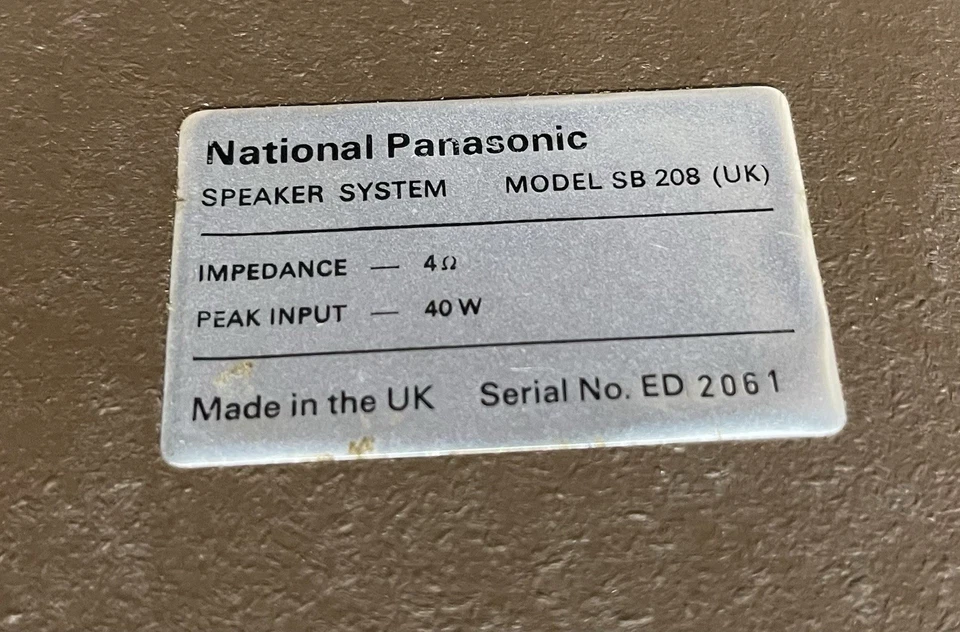 National Panasonic
SPEAKER SYSTEM MODEL SB 208 (UK)
IMPEDANCE — 4Ω
PEAK INPUT — 40 W
Made in the UK Serial No. ED 2061